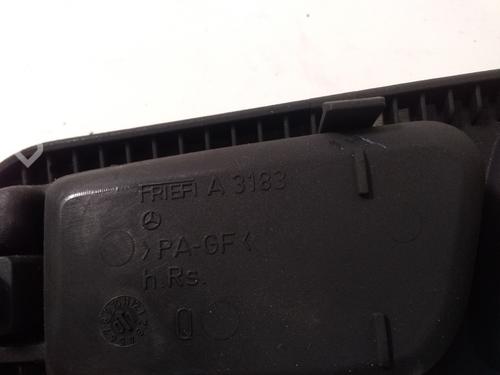 FRIEFI A 3183
>PA-GF<
h.Rs.
Q